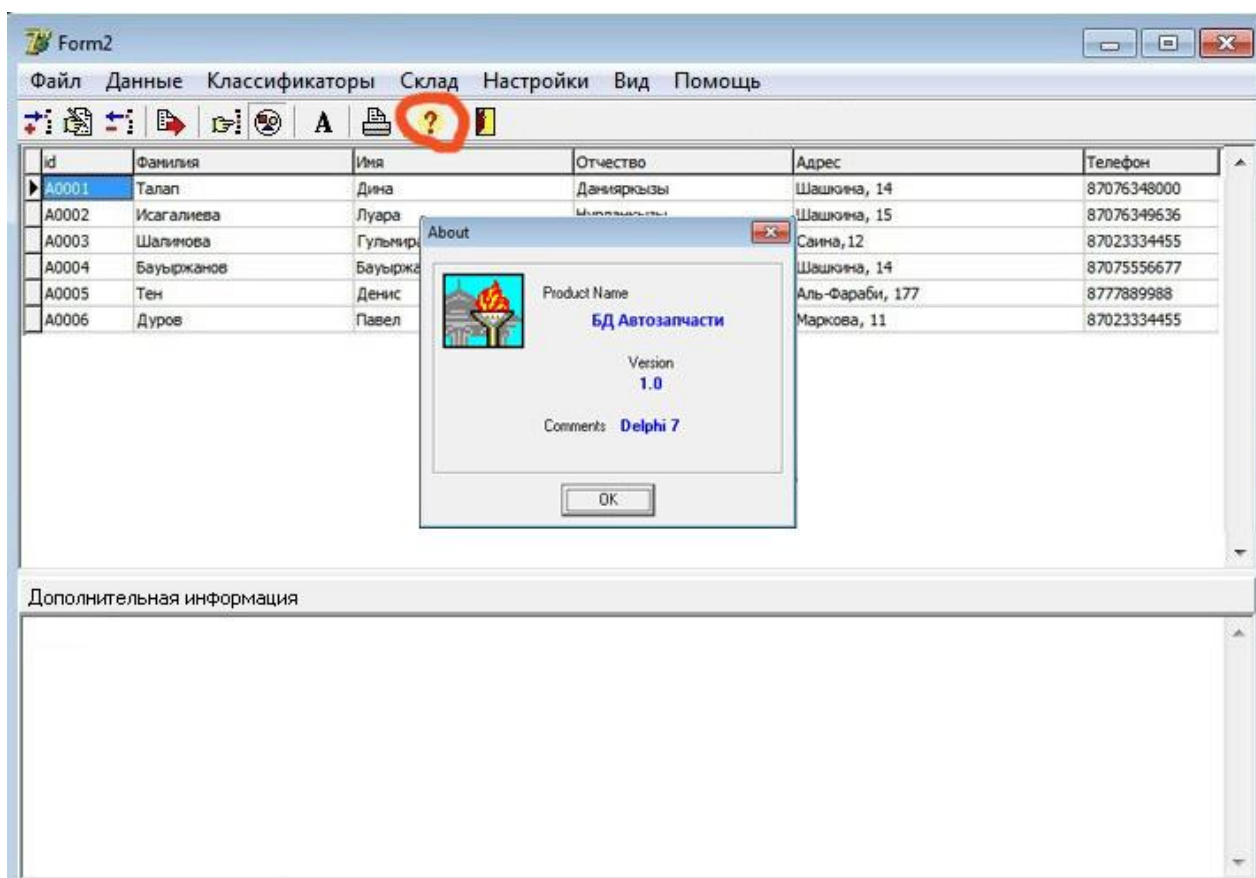 Form2
Файл Данные Классификаторы Склад Настройки Вид Помощь
A ?
id Фамилия Имя Отчество Адрес Телефон
A0001 Талап Дина Данияркызы Шашкина, 14 87076348000
A0002 Исагалиева Луара Шашкина, 15 87076349636
A0003 Шалимова Гульмира Саина,12 87023334455
A0004 Бауыржанов Бауыржа Шашкина, 14 87075556677
A0005 Тен Денис Аль-Фараби, 177 8777889988
A0006 Дуров Павел Маркова, 11 87023334455
About
Product Name
БД Автозапчасти
Version
1.0
Comments Delphi 7
OK
Дополнительная информация